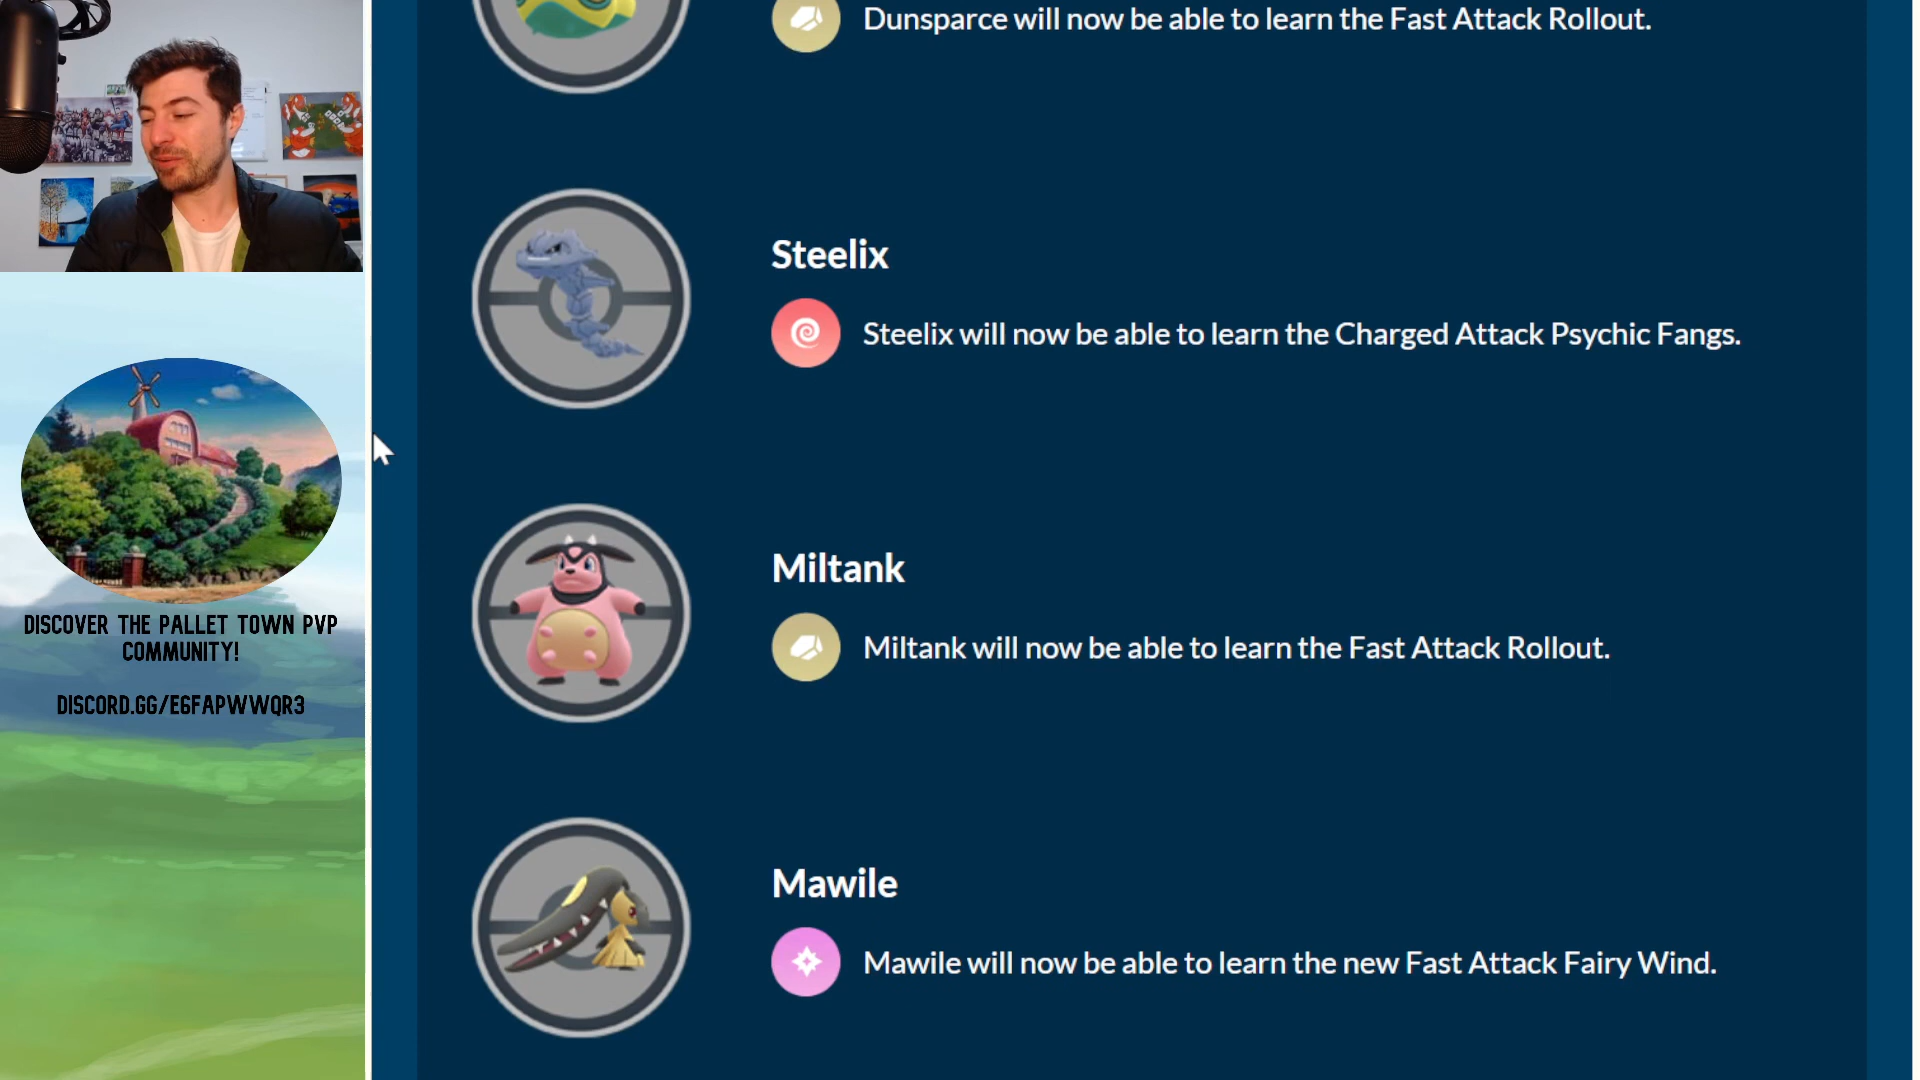 Dunsparce will now be able to learn the Fast Attack Rollout.
Steelix
Steelix will now be able to learn the Charged Attack Psychic Fangs.
Miltank
Miltank will now be able to learn the Fast Attack Rollout.
Mawile
Mawile will now be able to learn the new Fast Attack Fairy Wind.
DISCOVER THE PALLET TOWN PVP
COMMUNITY!
DISCORD.GG/E6FAPWWQR3